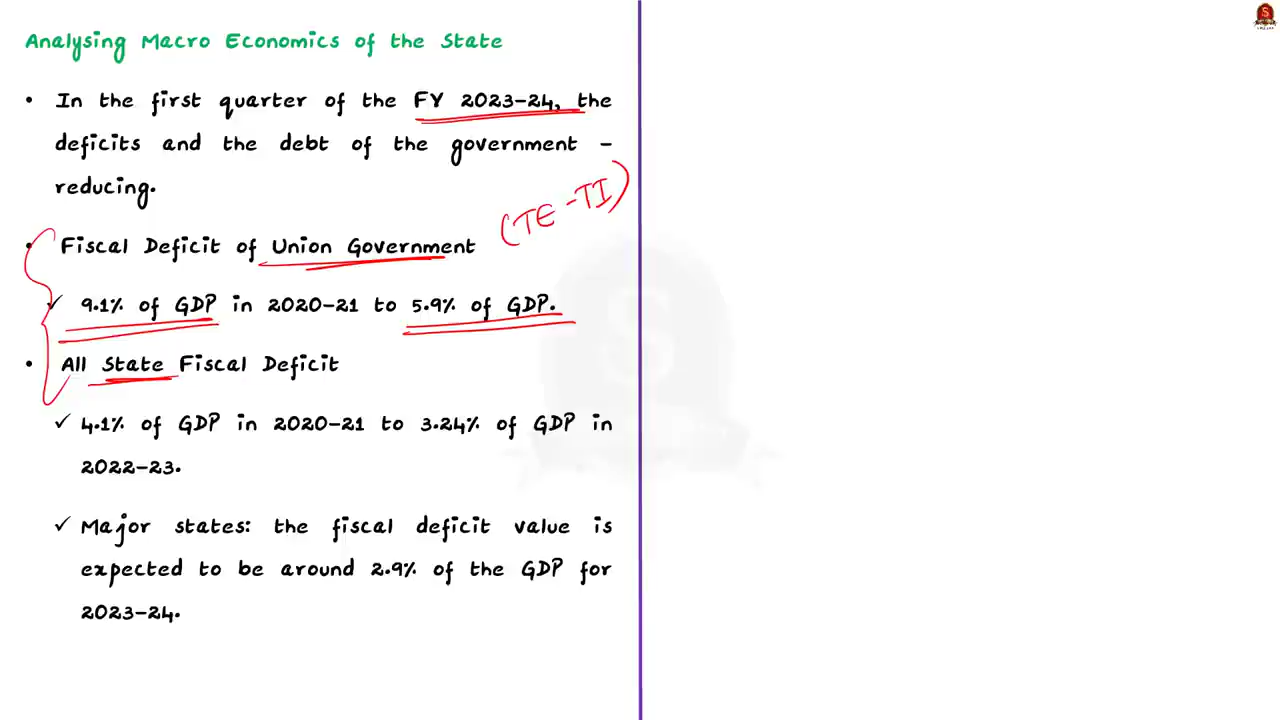 Analysing Macro Economics of the State
• In the first quarter of the FY 2023-24, the
deficits and the debt of the government -
reducing.
(TE - TI)
• Fiscal Deficit of Union Government
✓ 9.1% of GDP in 2020-21 to 5.9% of GDP.
• All State Fiscal Deficit
✓ 4.1% of GDP in 2020-21 to 3.24% of GDP in
2022-23.
✓ Major states: the fiscal deficit value is
expected to be around 2.9% of the GDP for
2023-24.
S